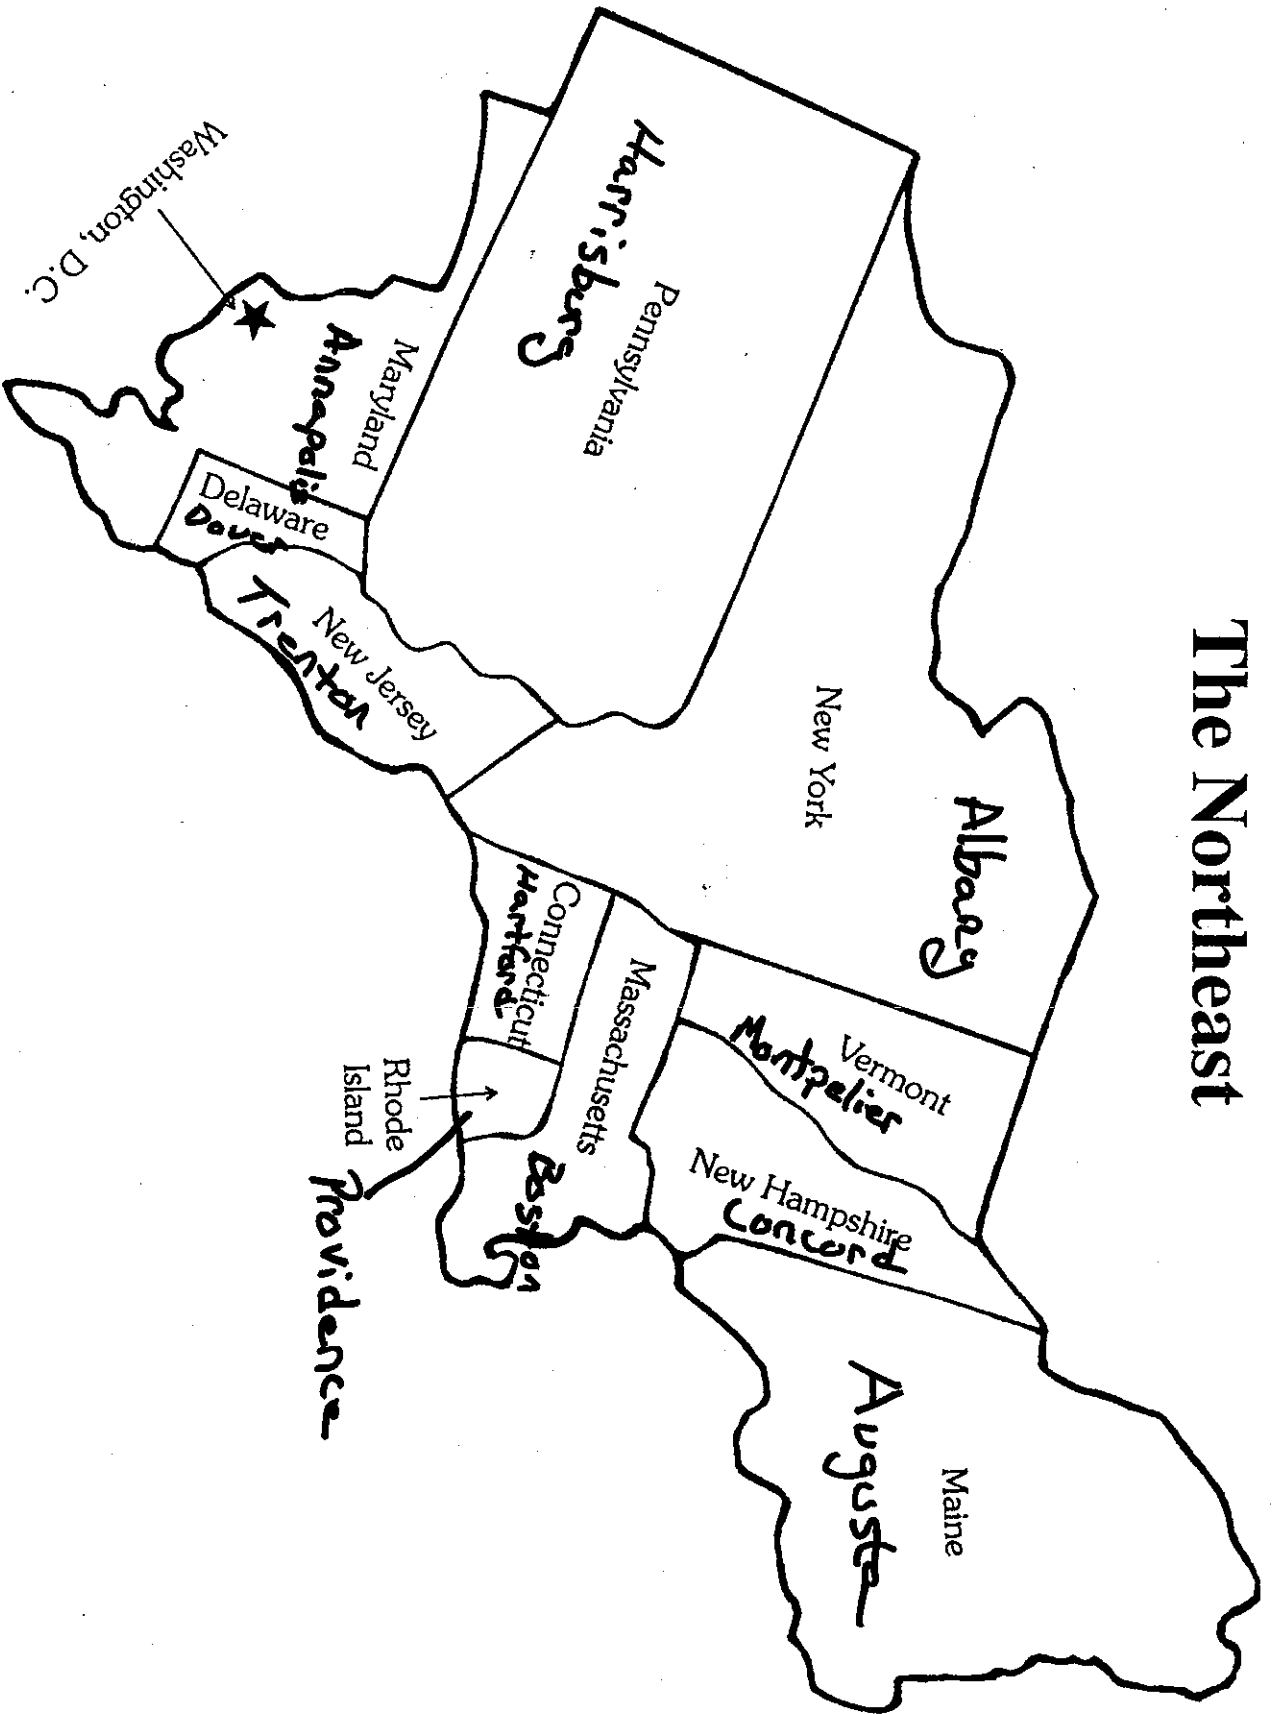 The Northeast
Maine
Augusta
Vermont
Montpelier
New Hampshire
Concord
Albany
New York
Massachusetts
Boston
Connecticut
Hartford
Rhode
Island
Providence
Pennsylvania
Harrisburg
New Jersey
Trenton
Maryland
Annapolis
Delaware
Dover
Washington, D.C.